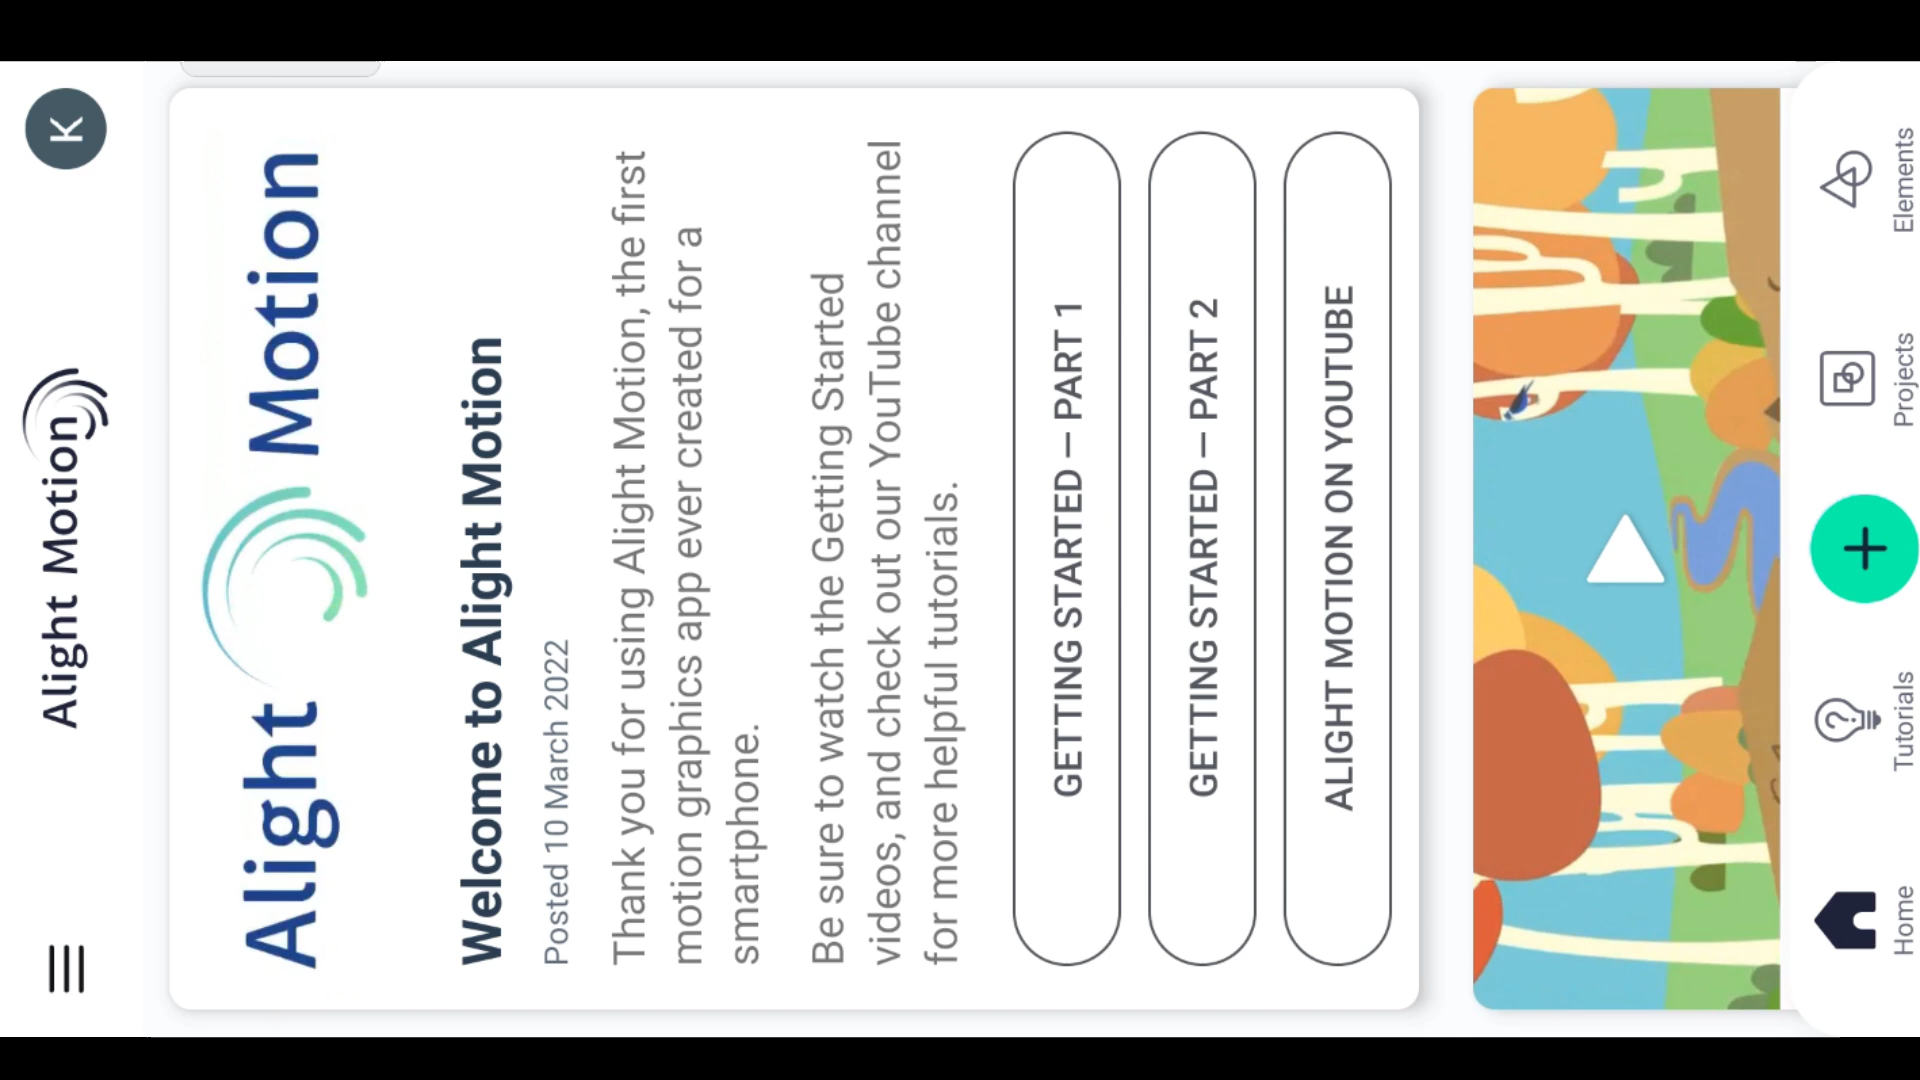 Alight Motion
K
Alight Motion
Welcome to Alight Motion
Posted 10 March 2022
Thank you for using Alight Motion, the first
motion graphics app ever created for a
smartphone.
Be sure to watch the Getting Started
videos, and check out our YouTube channel
for more helpful tutorials.
GETTING STARTED – PART 1
GETTING STARTED – PART 2
ALIGHT MOTION ON YOUTUBE
Home
Tutorials
Projects
Elements